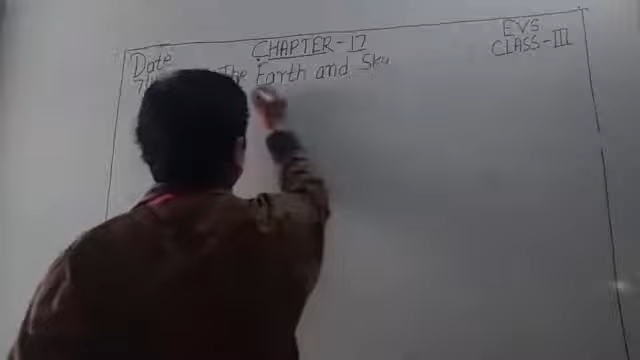 EVS
Date CHAPTER-17 CLASS-III
The Earth and Sky